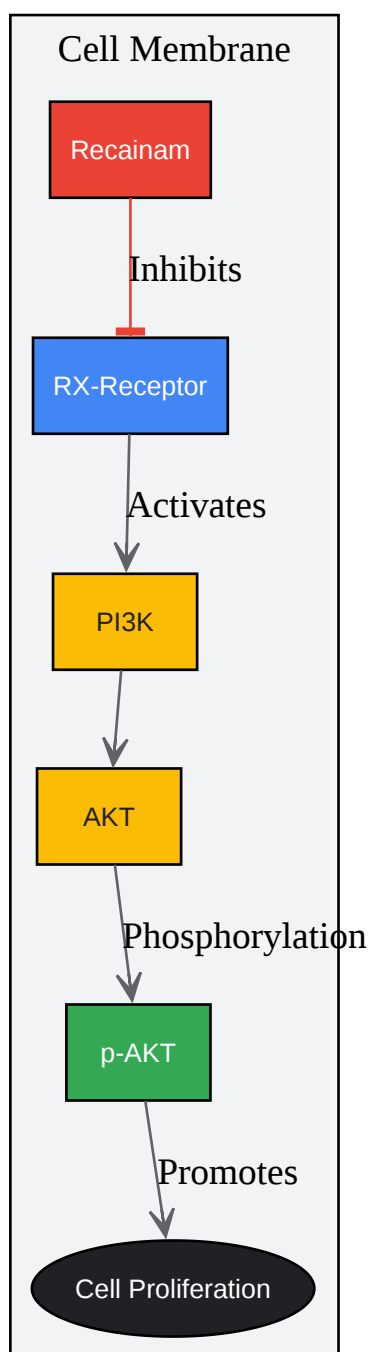 Cell Membrane
Recainam
Inhibits
RX-Receptor
Activates
PI3K
AKT
Phosphorylation
p-AKT
Promotes
Cell Proliferation